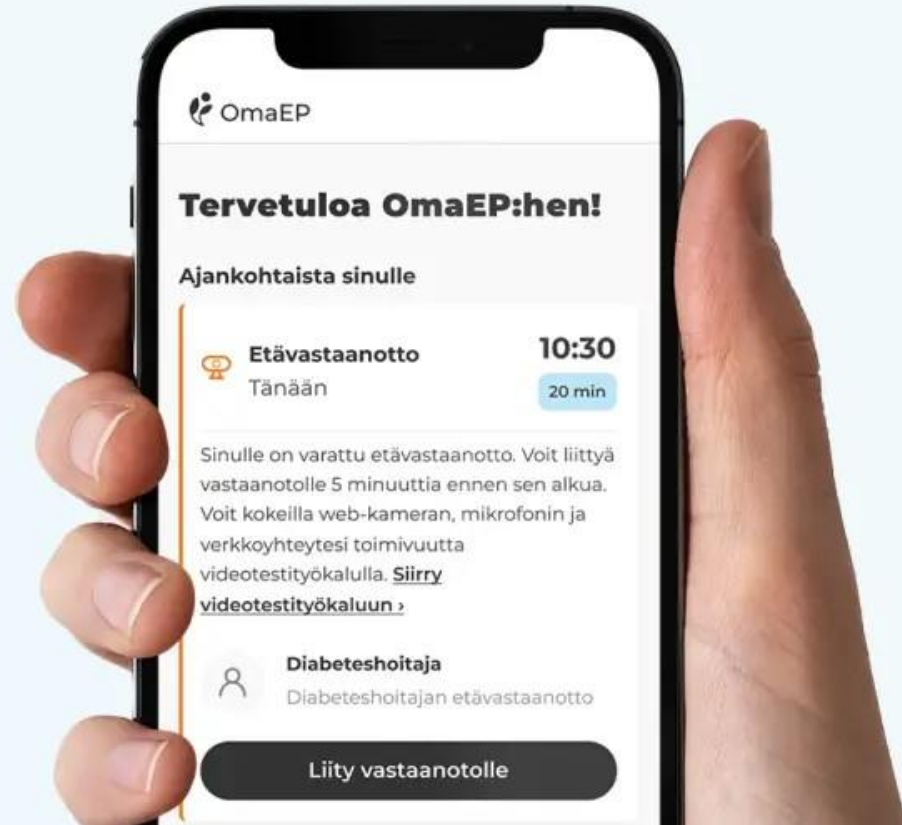 OmaEP
Tervetuloa OmaEP:hen!
Ajankohtaista sinulle
Etävastaanotto
Tänään
10:30
20 min
Sinulle on varattu etävastaanotto. Voit liittyä
vastaanotolle 5 minuuttia ennen sen alkua.
Voit kokeilla web-kameran, mikrofonin ja
verkkoyhteytesi toimivuutta
videotestityökalulla. Siirry
videotestityökaluun ›
Diabeteshoitaja
Diabeteshoitajan etävastaanotto
Liity vastaanotolle